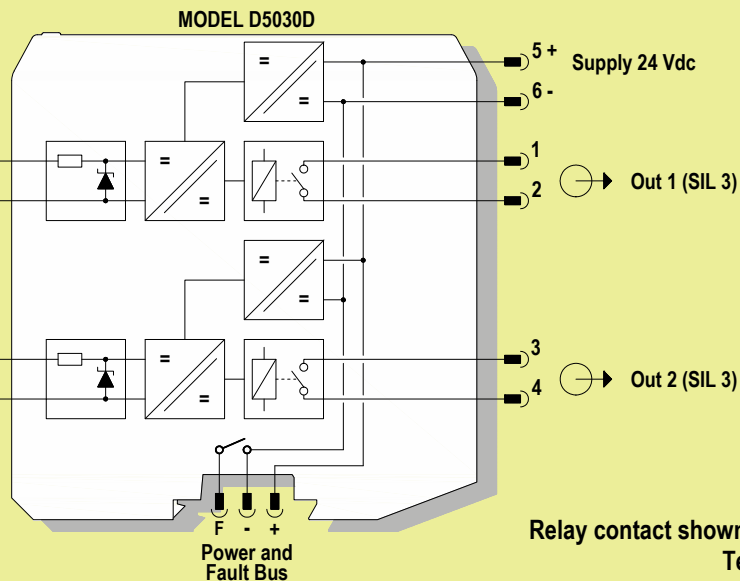 MODEL D5030D
5 +
Supply 24 Vdc
6 -
1
Out 1 (SIL 3)
2
3
Out 2 (SIL 3)
4
F - +
Power and
Fault Bus
Relay contact shown
Te